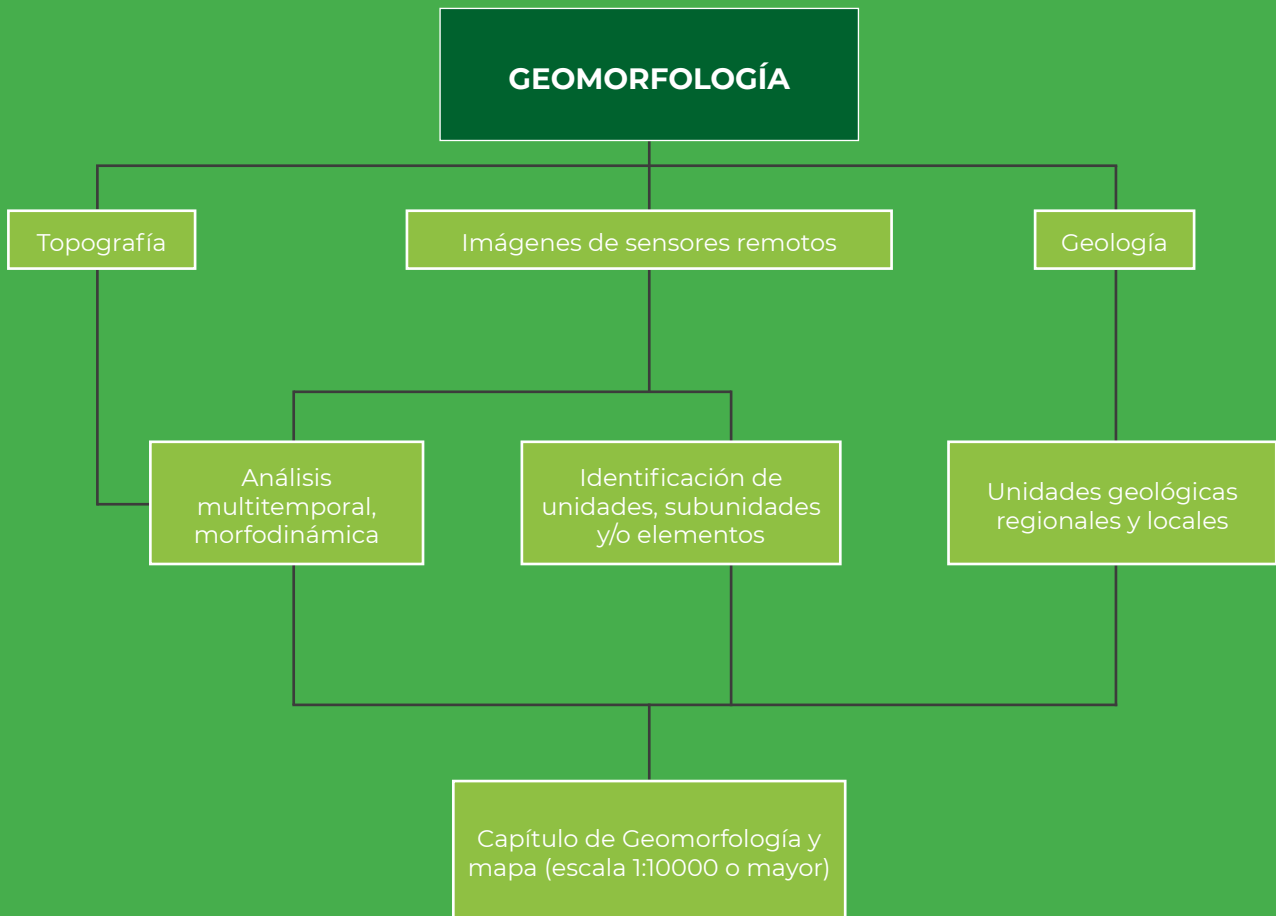 GEOMORFOLOGÍA
Topografía
Imágenes de sensores remotos
Geología
Análisis
multitemporal,
morfodinámica
Identificación de
unidades, subunidades
y/o elementos
Unidades geológicas
regionales y locales
Capítulo de Geomorfología y
mapa (escala 1:10000 o mayor)